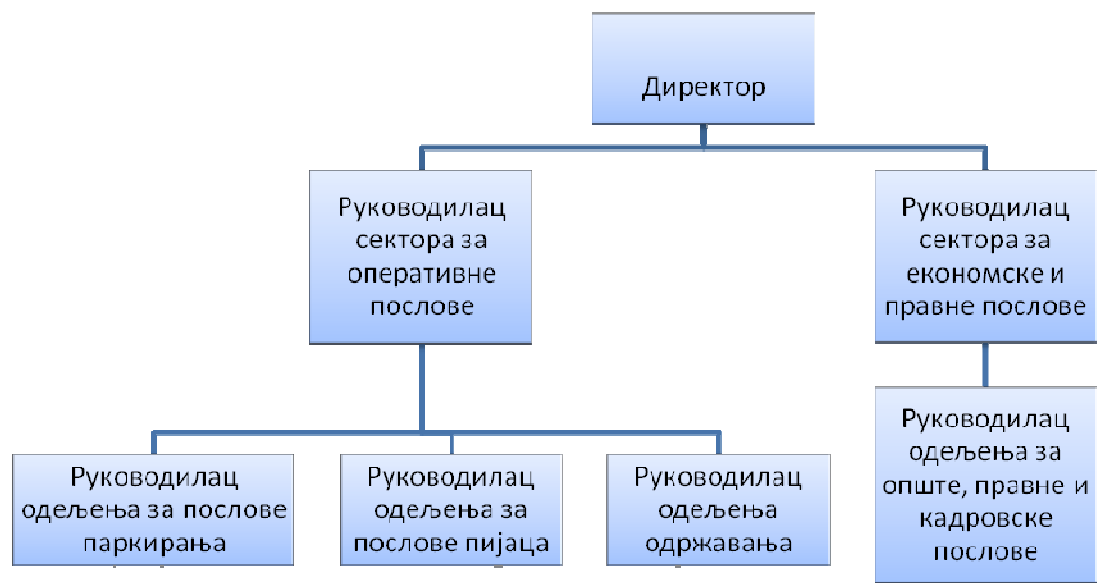 Директор
Руководилац
сектора за
оперативне
послове
Руководилац
сектора за
економске и
правне послове
Руководилац
одељења за послове
паркирања
Руководилац
одељења за
послове пијаца
Руководилац
одељења
одржавања
Руководилац
одељења за
опште, правне и
кадровске
послове